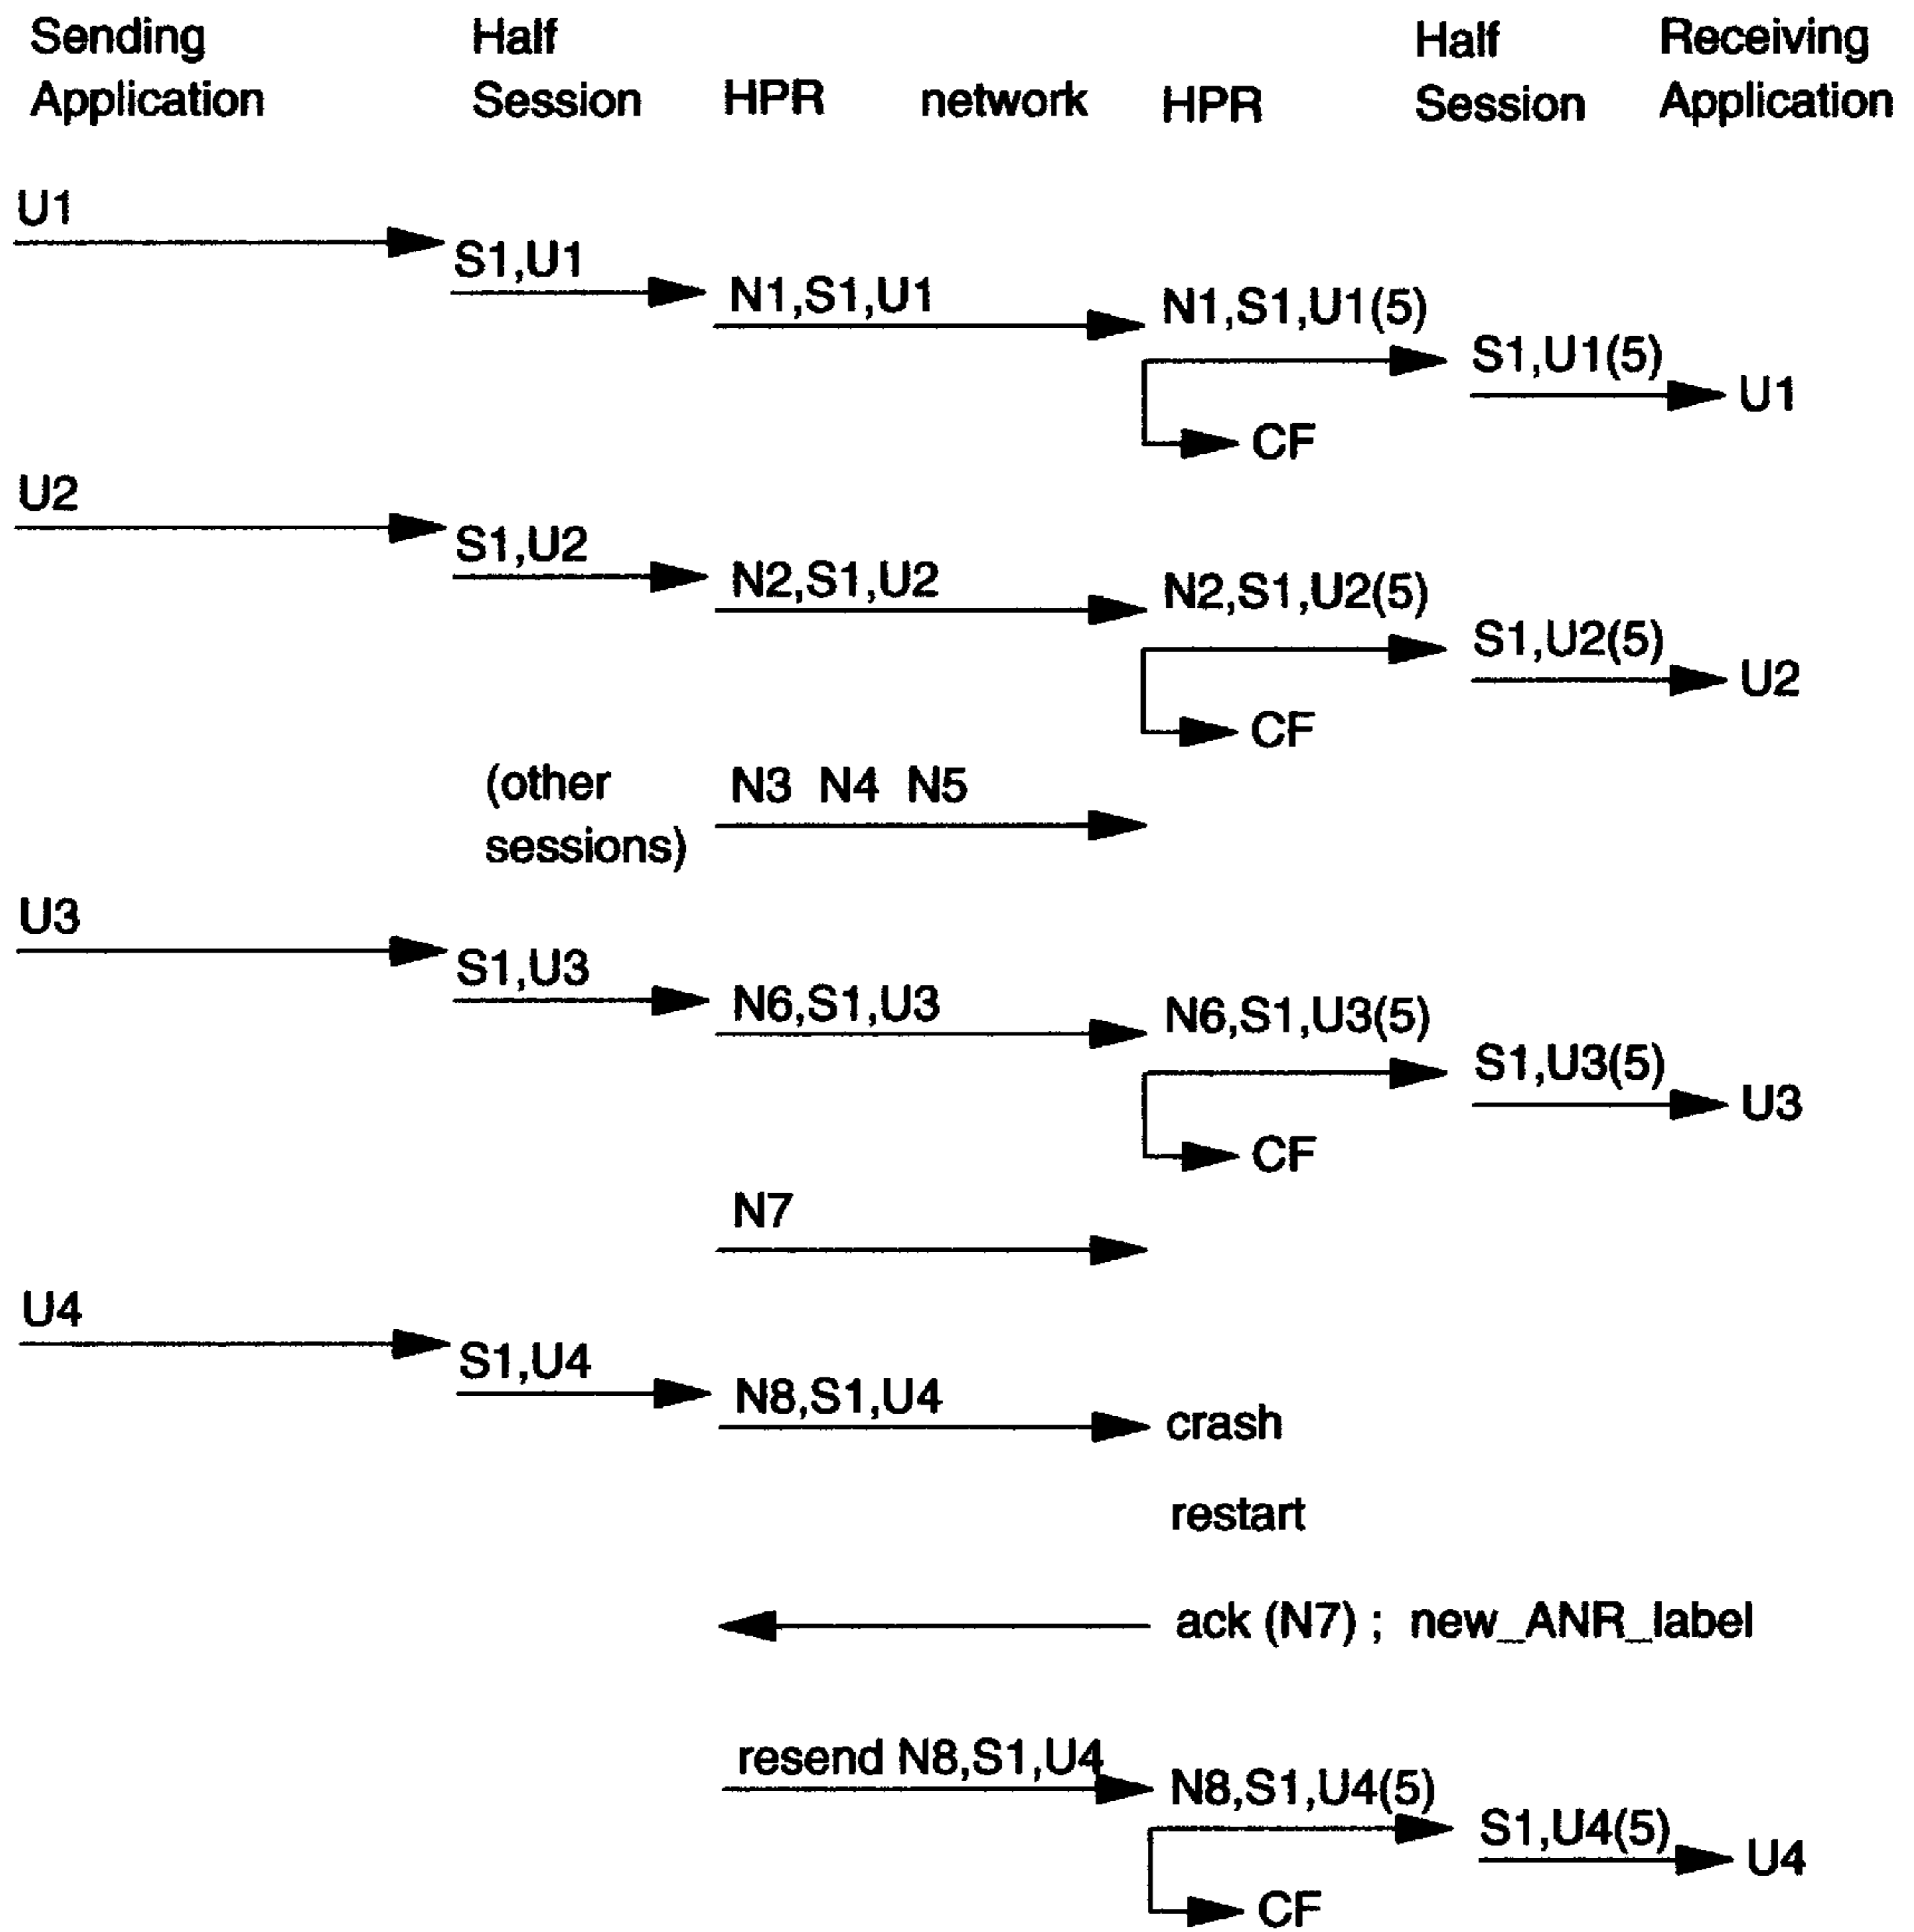 Sending Application
Half Session
HPR
network
HPR
Half Session
Receiving Application
U1
S1,U1
N1,S1,U1
N1,S1,U1(5)
S1,U1(5)
U1
CF
U2
S1,U2
N2,S1,U2
N2,S1,U2(5)
S1,U2(5)
U2
CF
(other sessions)
N3 N4 N5
U3
S1,U3
N6,S1,U3
N6,S1,U3(5)
S1,U3(5)
U3
CF
N7
U4
S1,U4
N8,S1,U4
crash
restart
ack (N7) ; new_ANR_label
resend N8,S1,U4
N8,S1,U4(5)
S1,U4(5)
U4
CF